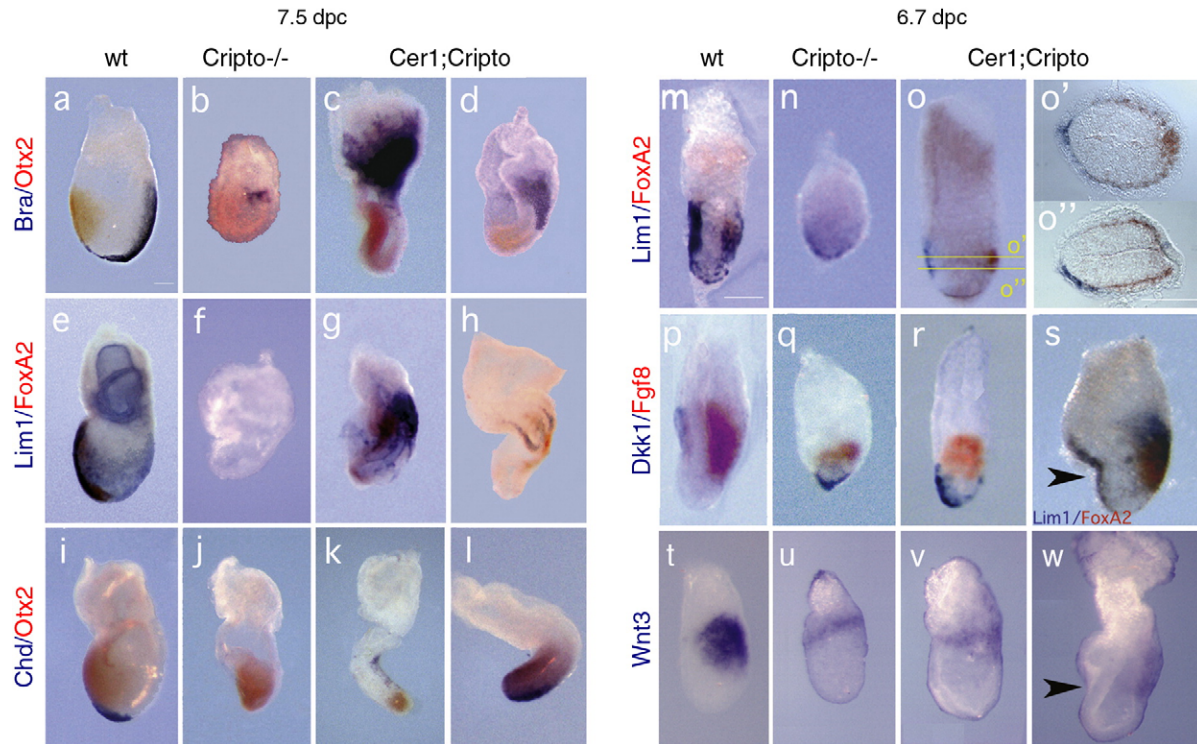 7.5 dpc
6.7 dpc
wt Cripto-/- Cer1;Cripto
wt Cripto-/- Cer1;Cripto
Bra/Otx2
a b c d
Lim1/FoxA2
m n o o' o''
o'
o''
Lim1/FoxA2
e f g h
Dkk1/Fgf8
p q r s
Lim1/FoxA2
Chd/Otx2
i j k l
Wnt3
t u v w